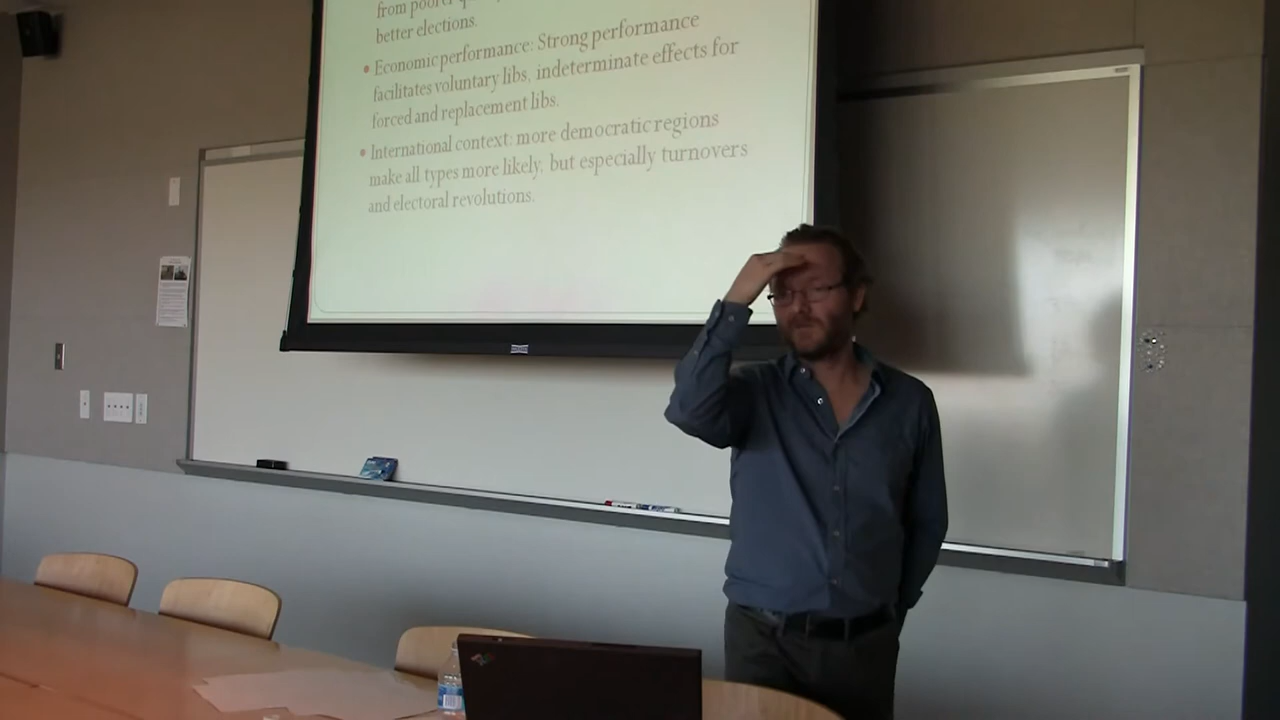 from poorer
better elections.
• Economic performance: Strong performance
facilitates voluntary libs, indeterminate effects for
forced and replacement libs.
• International context: more democratic regions
make all types more likely, but especially turnovers
and electoral revolutions.